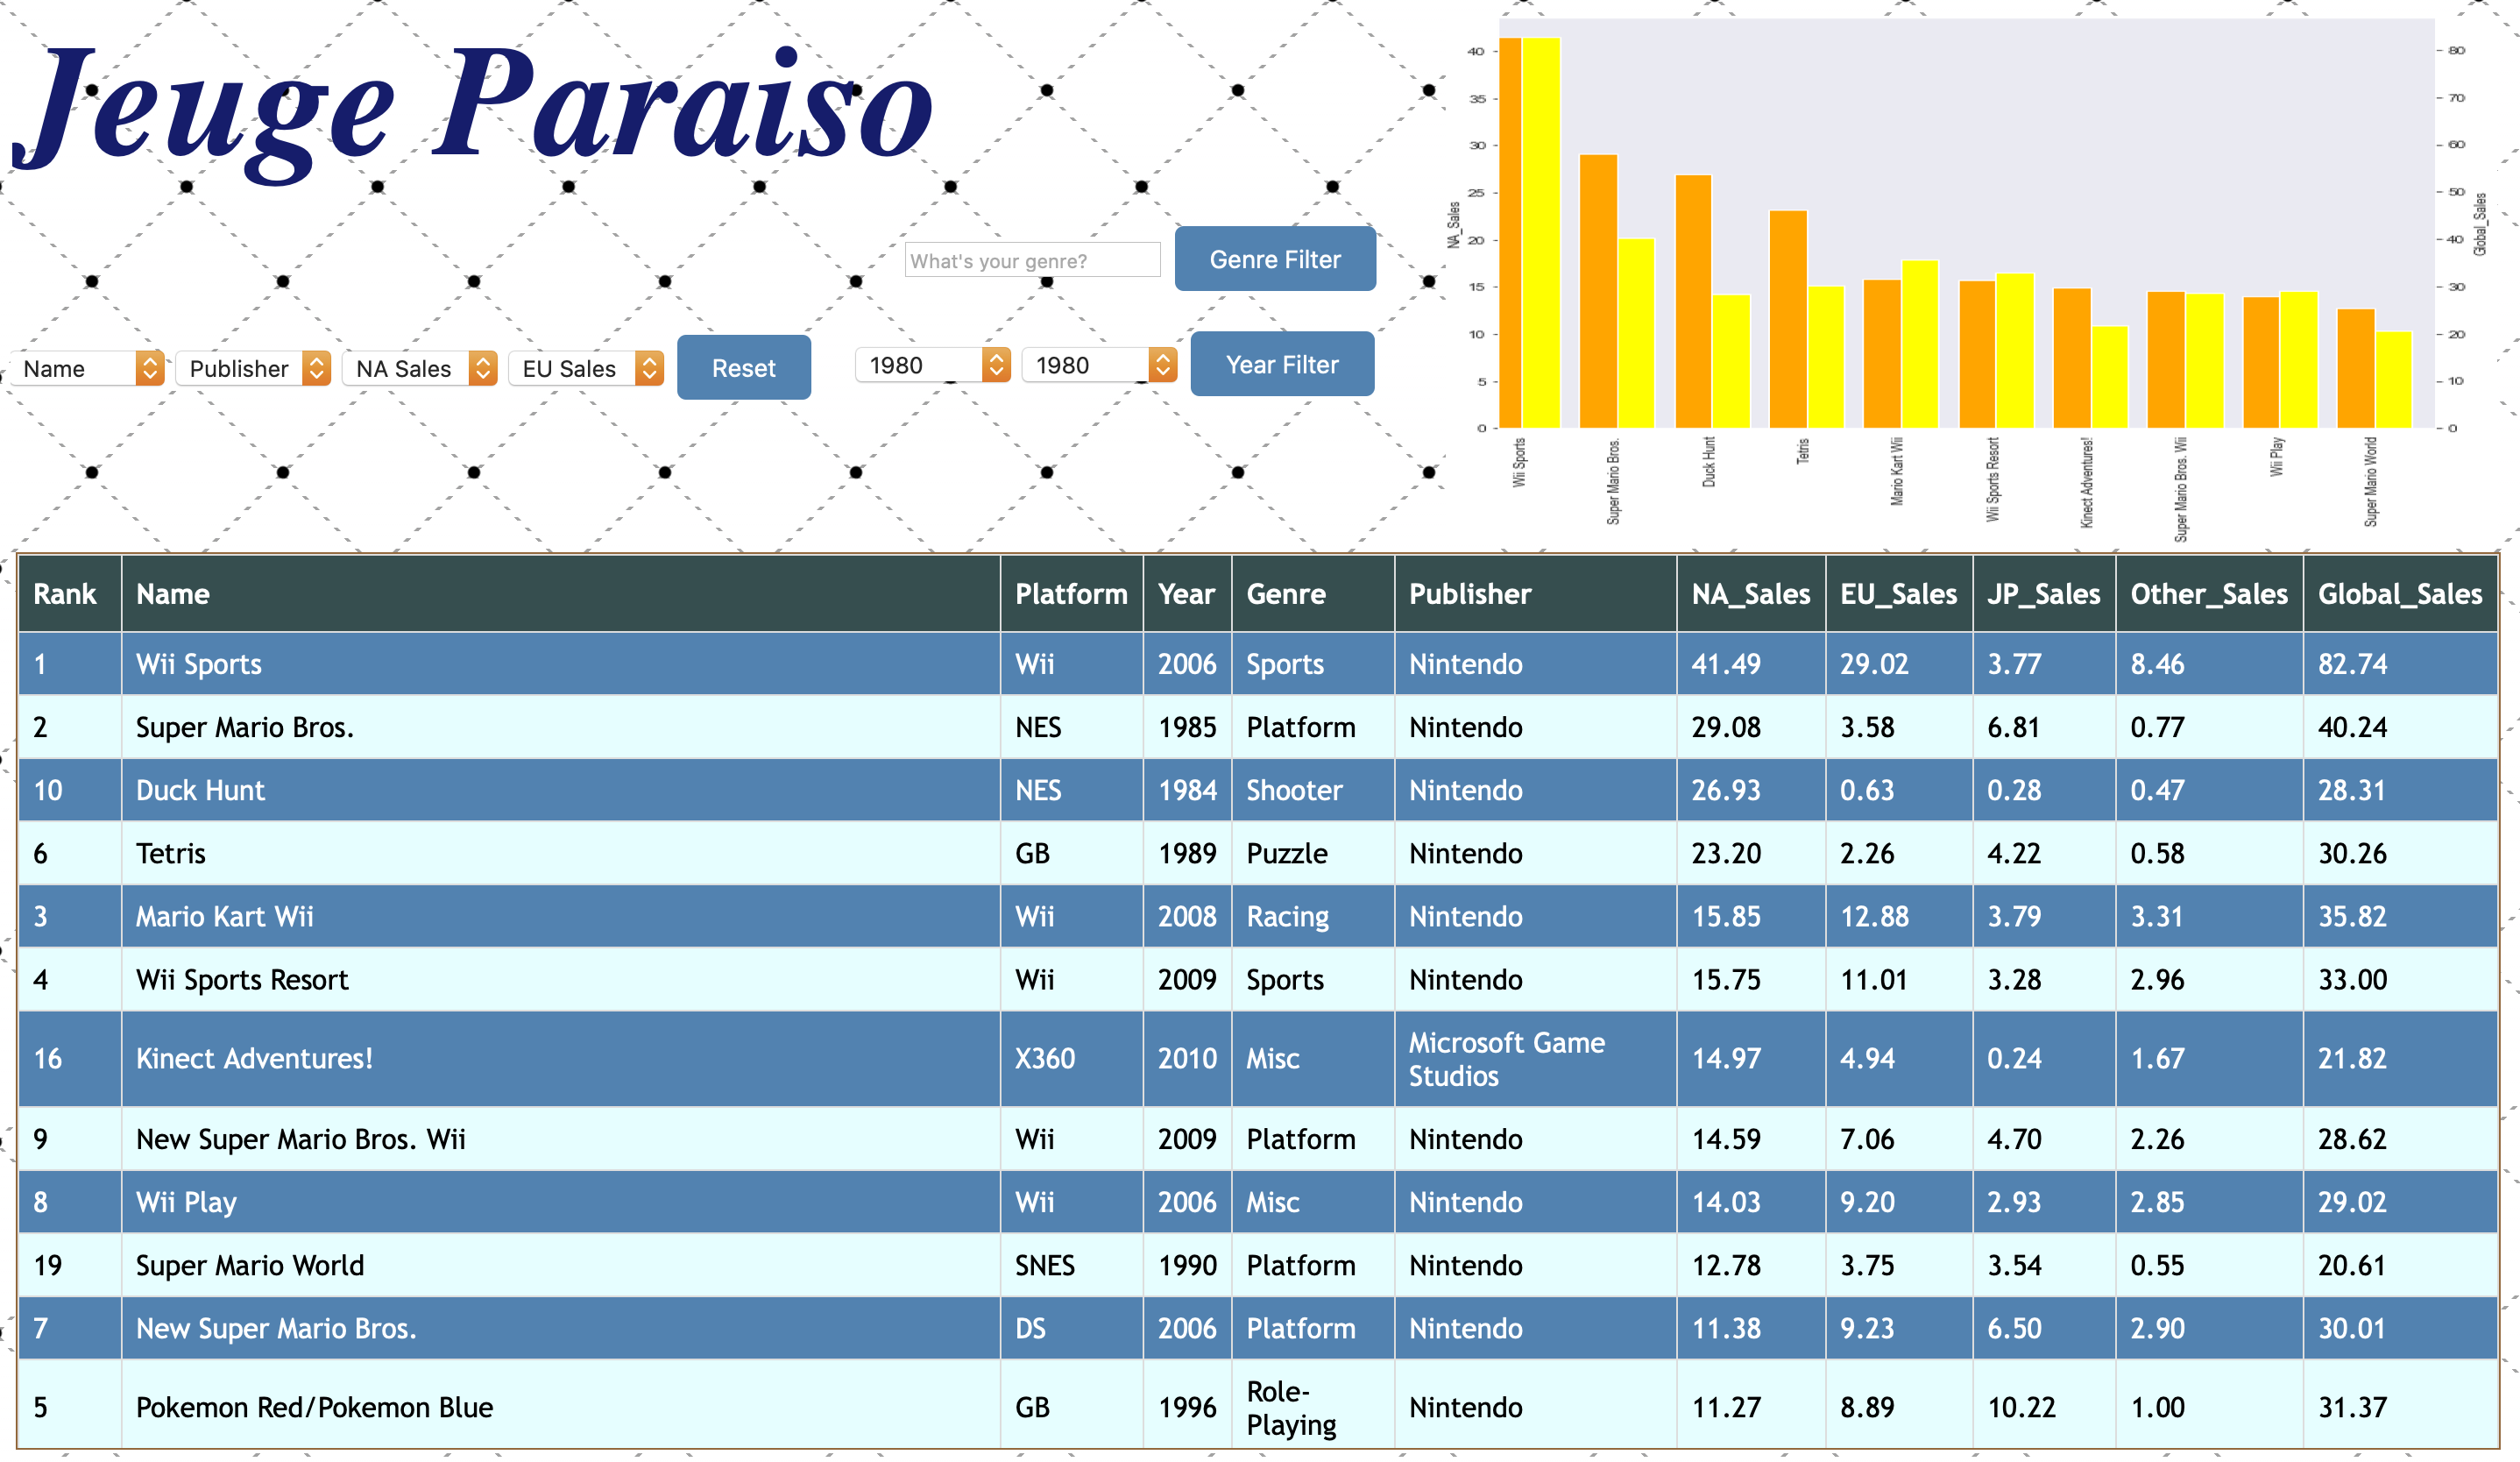 Jeuge Paraiso
What's your genre? Genre Filter
Name Publisher NA Sales EU Sales Reset 1980 1980 Year Filter
40
35
30
25
20
15
10
5
0
NA_Sales
80
70
60
50
40
30
20
10
0
Global_Sales
Wii Sports
Super Mario Bros.
Duck Hunt
Tetris
Mario Kart Wii
Wii Sports Resort
Kinect Adventures!
Super Mario Bros. Wii
Wii Play
Super Mario World
Rank Name Platform Year Genre Publisher NA_Sales EU_Sales JP_Sales Other_Sales Global_Sales
1 Wii Sports Wii 2006 Sports Nintendo 41.49 29.02 3.77 8.46 82.74
2 Super Mario Bros. NES 1985 Platform Nintendo 29.08 3.58 6.81 0.77 40.24
10 Duck Hunt NES 1984 Shooter Nintendo 26.93 0.63 0.28 0.47 28.31
6 Tetris GB 1989 Puzzle Nintendo 23.20 2.26 4.22 0.58 30.26
3 Mario Kart Wii Wii 2008 Racing Nintendo 15.85 12.88 3.79 3.31 35.82
4 Wii Sports Resort Wii 2009 Sports Nintendo 15.75 11.01 3.28 2.96 33.00
16 Kinect Adventures! X360 2010 Misc Microsoft Game Studios 14.97 4.94 0.24 1.67 21.82
9 New Super Mario Bros. Wii Wii 2009 Platform Nintendo 14.59 7.06 4.70 2.26 28.62
8 Wii Play Wii 2006 Misc Nintendo 14.03 9.20 2.93 2.85 29.02
19 Super Mario World SNES 1990 Platform Nintendo 12.78 3.75 3.54 0.55 20.61
7 New Super Mario Bros. DS 2006 Platform Nintendo 11.38 9.23 6.50 2.90 30.01
5 Pokemon Red/Pokemon Blue GB 1996 Role-Playing Nintendo 11.27 8.89 10.22 1.00 31.37